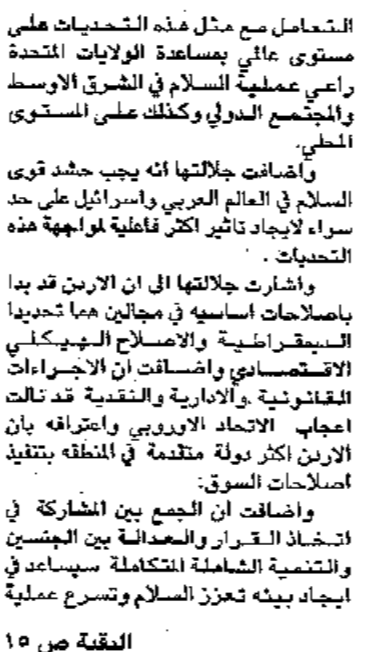 التعامل مع مثل هذه التحديات على
مستوى عالي بمساعدة الولايات المتحدة
راعي عملية السلام في الشرق الاوسط
والمجتمع الدولي وكذلك على المستوى
المحلي.
واضافت جلالتها انه يجب حشد قوى
السلام في العالم العربي واسرائيل على حد
سراء لايجاد تاثير اكثر فأعلية لمواجهة هذه
التحديات .
واشارت جلالتها الى ان الاردن قد بدا
باصلاحات اساسيه في مجالين هما تحديدا
الديمقراطية والاصلاح الهيكلي
الاقتصادي واضافت ان الاجراءات
القانونية والادارية والنقدية قد نالت
اعجاب الاتحاد الاوروبي واعترافه بان
الاردن اكثر دولة متقدمة في المنطقه بتنفيذ
اصلاحات السوق:
واضافت ان الجمع بين المشاركة في
اتخاذ القرار والعدالة بين الجنسين
والتنمية الشاملة المتكاملة سيساعد في
ايجاد بيئه تعزز السلام وتسرع عملية
البقية ص ١٥